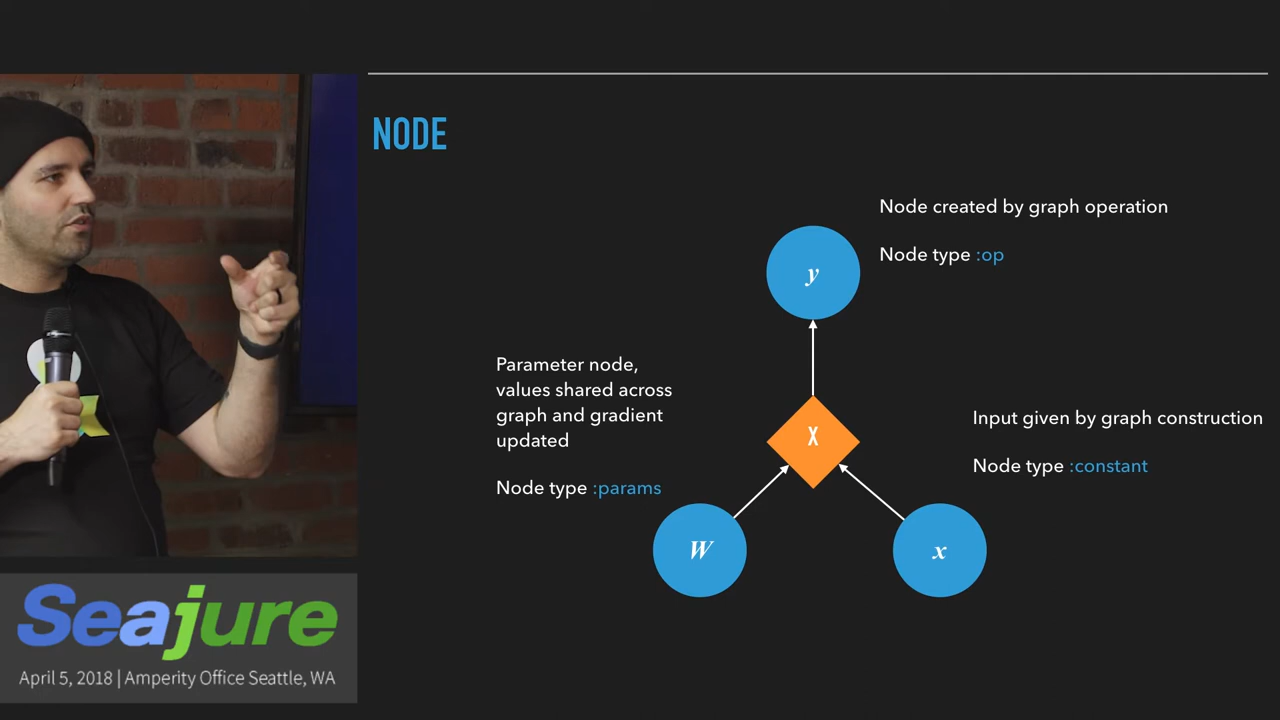 NODE
Node created by graph operation
Node type :op
y
Parameter node,
values shared across
graph and gradient
updated
Node type :params
X
Input given by graph construction
Node type :constant
W
x
Seajure
April 5, 2018 | Amperity Office Seattle, WA